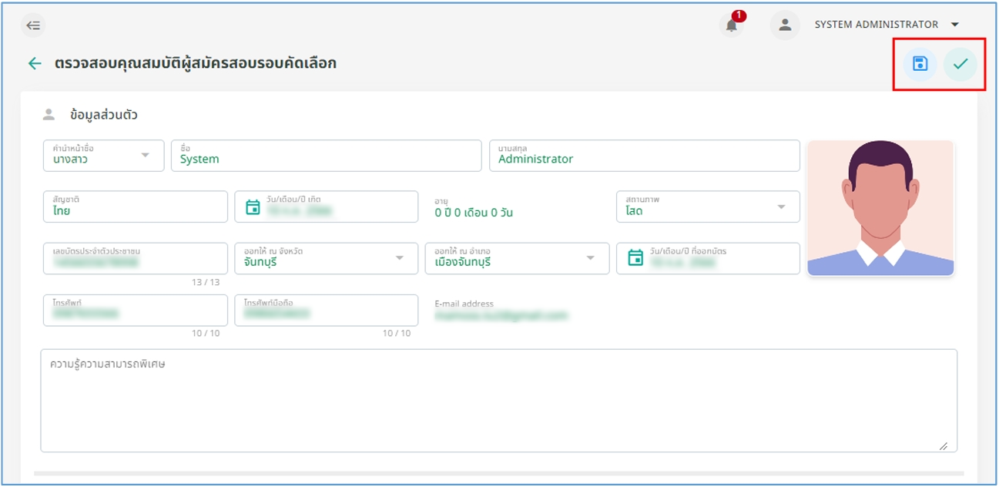 1
SYSTEM ADMINISTRATOR
ตรวจสอบคุณสมบัติผู้สมัครสอบรอบคัดเลือก
ข้อมูลส่วนตัว
คำนำหน้าชื่อ ชื่อ นามสกุล
นางสาว System Administrator
สัญชาติ วัน/เดือน/ปี เกิด อายุ สถานภาพ
ไทย 0 ปี 0 เดือน 0 วัน โสด
เลขบัตรประจำตัวประชาชน ออกให้ ณ จังหวัด ออกให้ ณ อำเภอ วัน/เดือน/ปี ที่ออกบัตร
จันทบุรี เมืองจันทบุรี
13 / 13
โทรศัพท์ โทรศัพท์มือถือ E-mail address
10 / 10 10 / 10
ความรู้ความสามารถพิเศษ